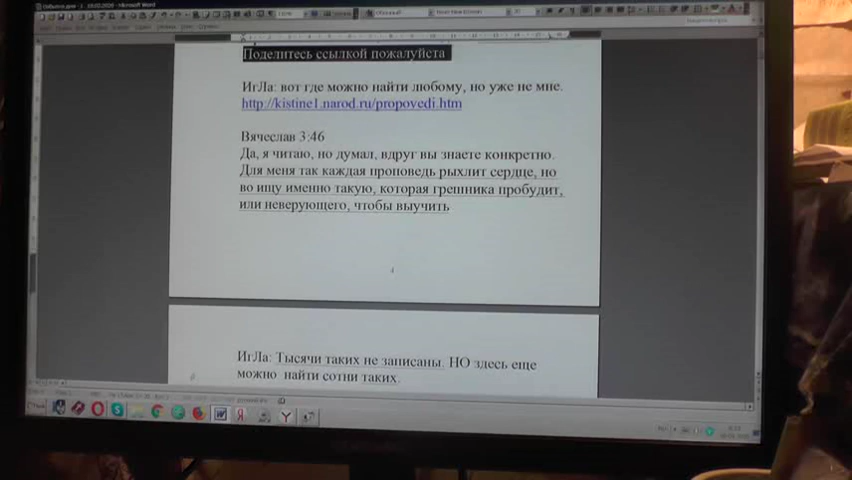 Поделитесь ссылкой пожалуйста
ИгЛа: вот где можно найти любому, но уже не мне.
http://kistine1.narod.ru/propovedi.htm
Вячеслав 3:46
Да, я читаю, но думал, вдруг вы знаете конкретно.
Для меня так каждая проповедь рыхлит сердце, но
во ищу именно такую, которая грешника пробудит,
или неверующего, чтобы выучить
4
ИгЛа: Тысячи таких не записаны. НО здесь еще
можно найти сотни таких.